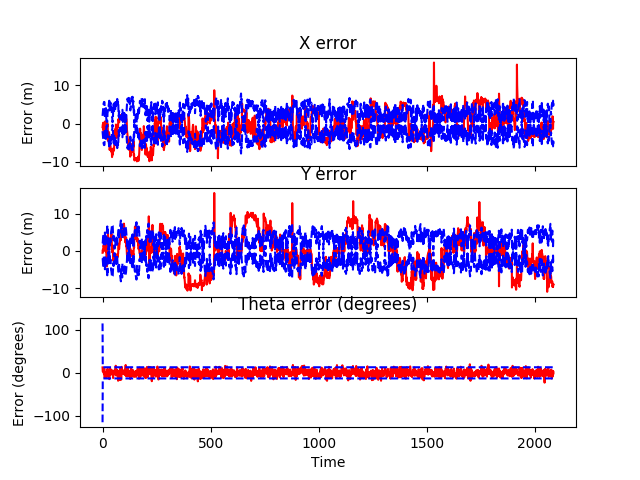 X error
10
0
−10
Error (m)
Y error
10
0
−10
Error (m)
Theta error (degrees)
100
0
−100
Error (degrees)
0
500
1000
1500
2000
Time